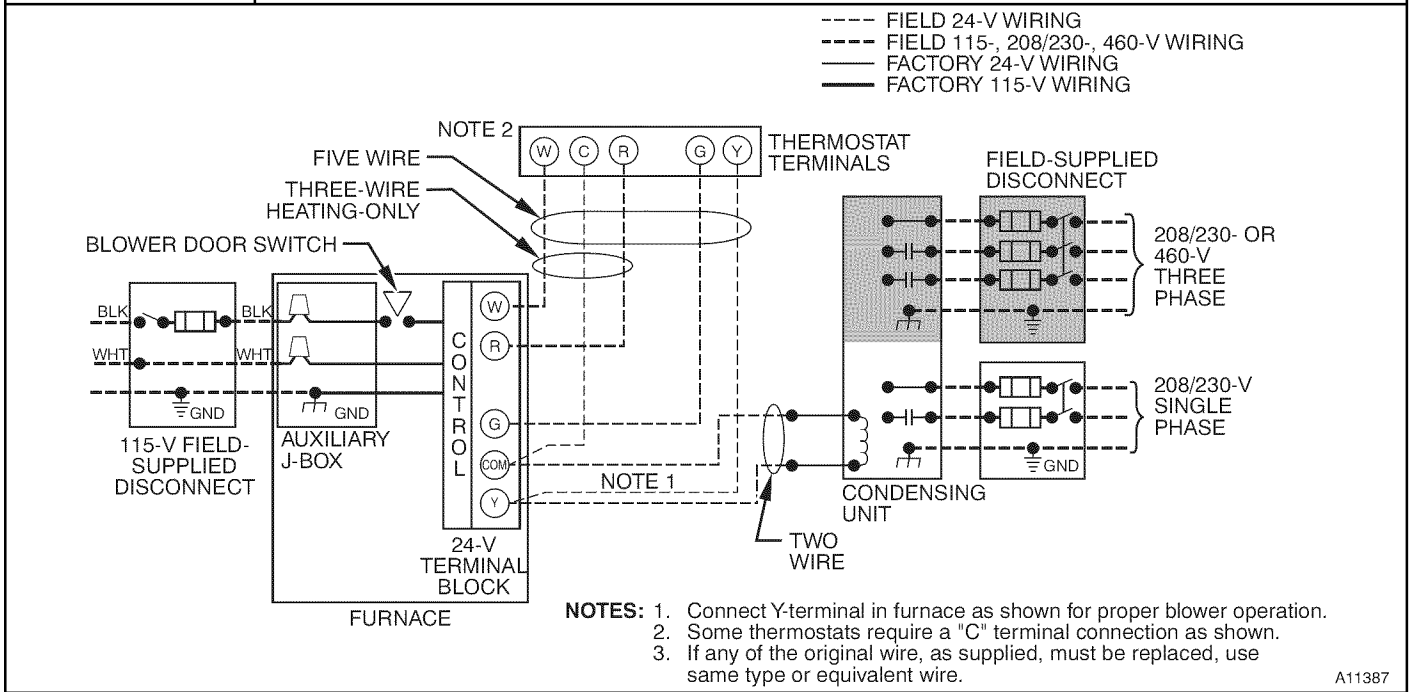 FIELD 24-V WIRING
FIELD 115-, 208/230-, 460-V WIRING
FACTORY 24-V WIRING
FACTORY 115-V WIRING
NOTE 2
W C R G Y
THERMOSTAT
TERMINALS
FIVE WIRE
THREE-WIRE
HEATING-ONLY
BLOWER DOOR SWITCH
FIELD-SUPPLIED
DISCONNECT
208/230- OR
460-V
THREE
PHASE
BLK
BLK
WHT
WHT
GND
GND
115-V FIELD-
SUPPLIED
DISCONNECT
AUXILIARY
J-BOX
CONTROL
W
R
G
COM
Y
NOTE 1
24-V
TERMINAL
BLOCK
FURNACE
TWO
WIRE
CONDENSING
UNIT
208/230-V
SINGLE
PHASE
GND
NOTES: 1. Connect Y-terminal in furnace as shown for proper blower operation.
2. Some thermostats require a "C" terminal connection as shown.
3. If any of the original wire, as supplied, must be replaced, use
same type or equivalent wire.
A11387